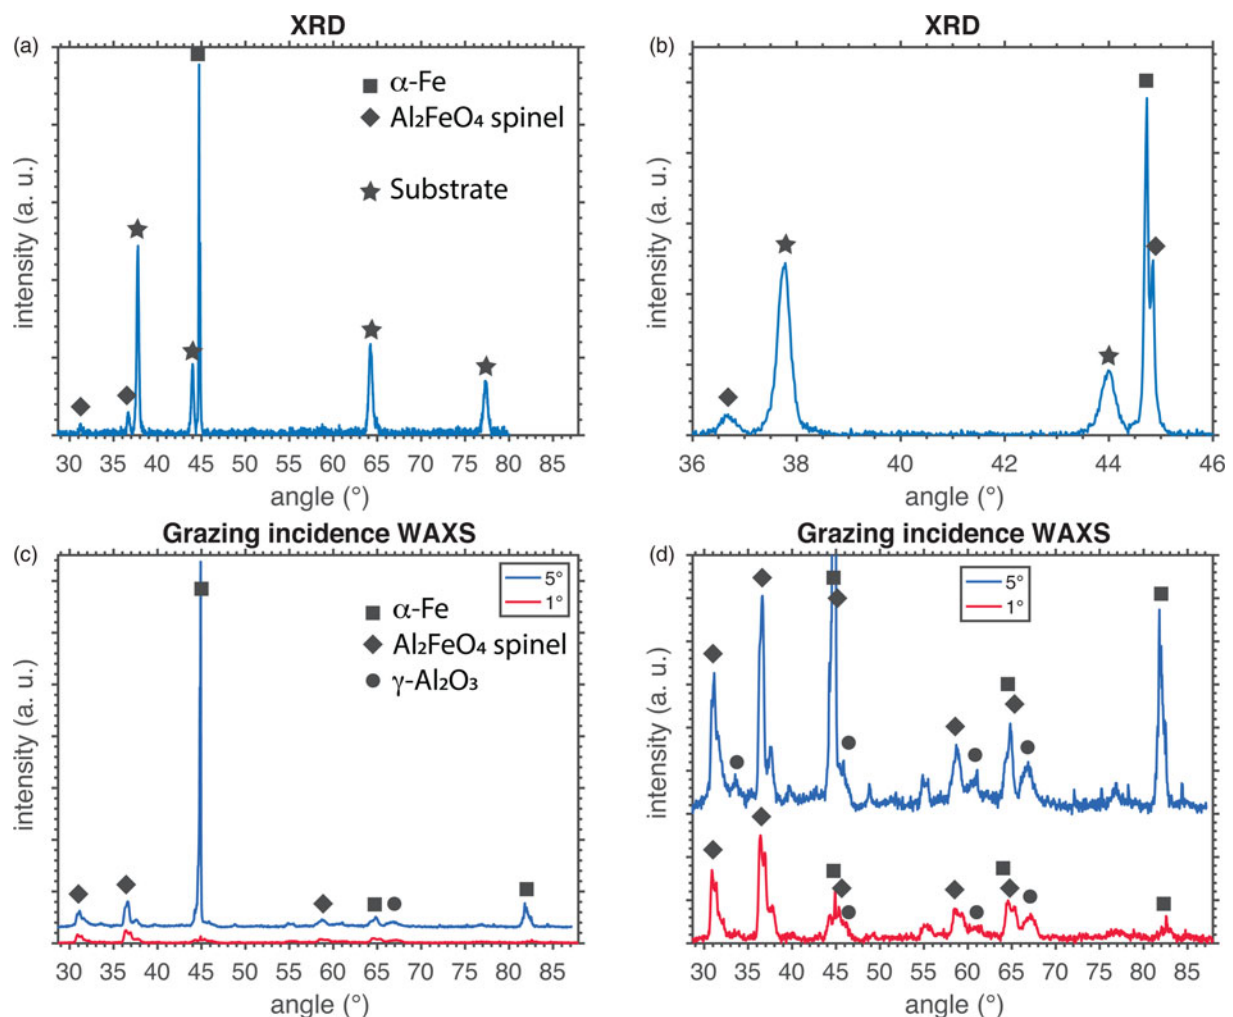 XRD
(a)
intensity (a. u.)
α-Fe
Al₂FeO₄ spinel
Substrate
30 35 40 45 50 55 60 65 70 75 80 85
angle (°)
XRD
(b)
intensity (a. u.)
36 38 40 42 44 46
angle (°)
Grazing incidence WAXS
(c)
intensity (a. u.)
5°
1°
α-Fe
Al₂FeO₄ spinel
γ-Al₂O₃
30 35 40 45 50 55 60 65 70 75 80 85
angle (°)
Grazing incidence WAXS
(d)
intensity (a. u.)
5°
1°
30 35 40 45 50 55 60 65 70 75 80 85
angle (°)